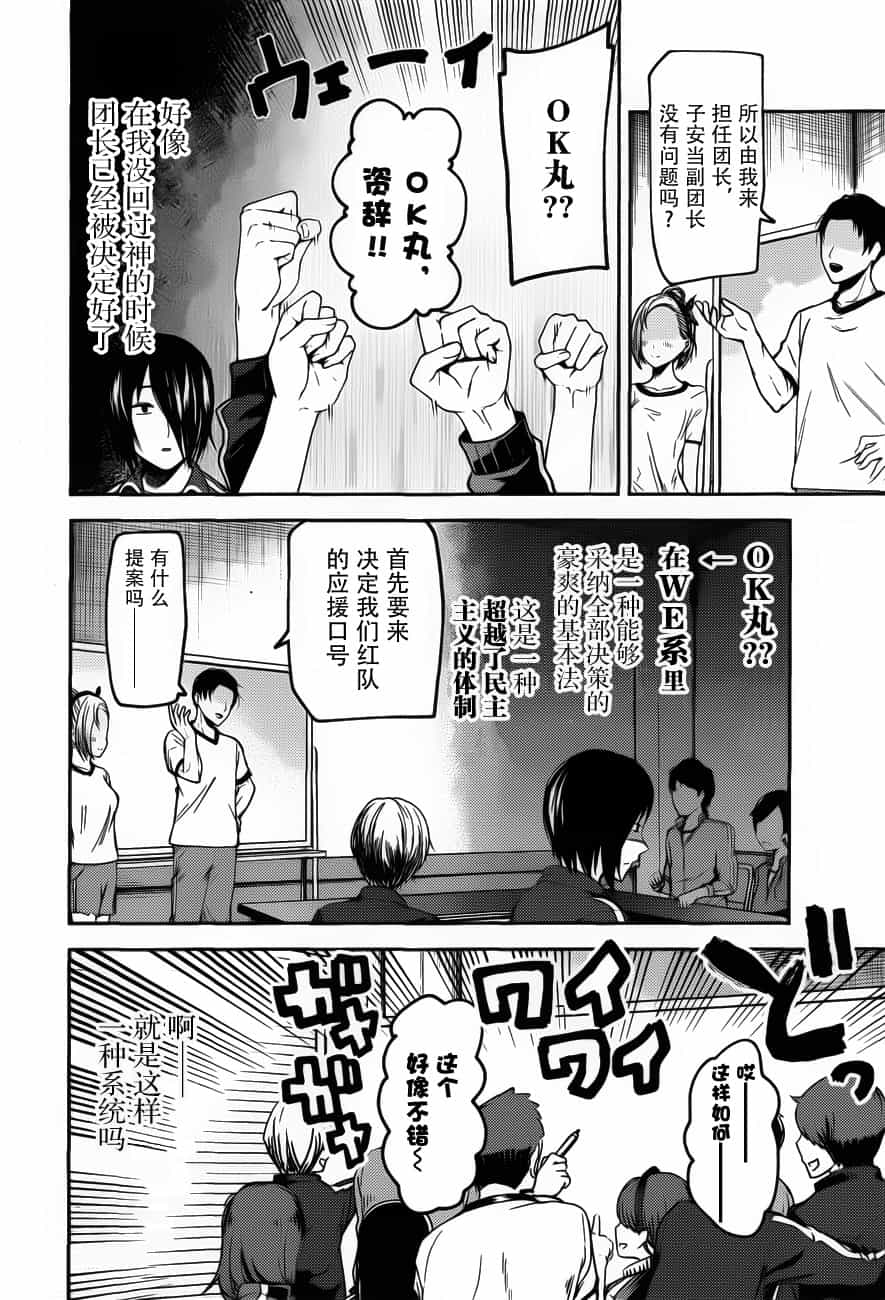 所以由我来
担任团长，
子安当副团长
没有问题吗？
OK丸??
ウェーイ
OK丸，
资辞!!
好像
在我没回过神的时候
团长已经被决定好了
OK丸??
←
在WE系里
是一种能够
采纳全部决策的
豪爽的基本法
这是一种
超越了民主
主义的体制
首先要来
决定我们红队
的应援口号
有什么
提案吗——
ど
ワイ
ワイ
キャ
キャ
哎——
这样如何——
这个
好像不错~
啊——
就是这样
一种系统吗